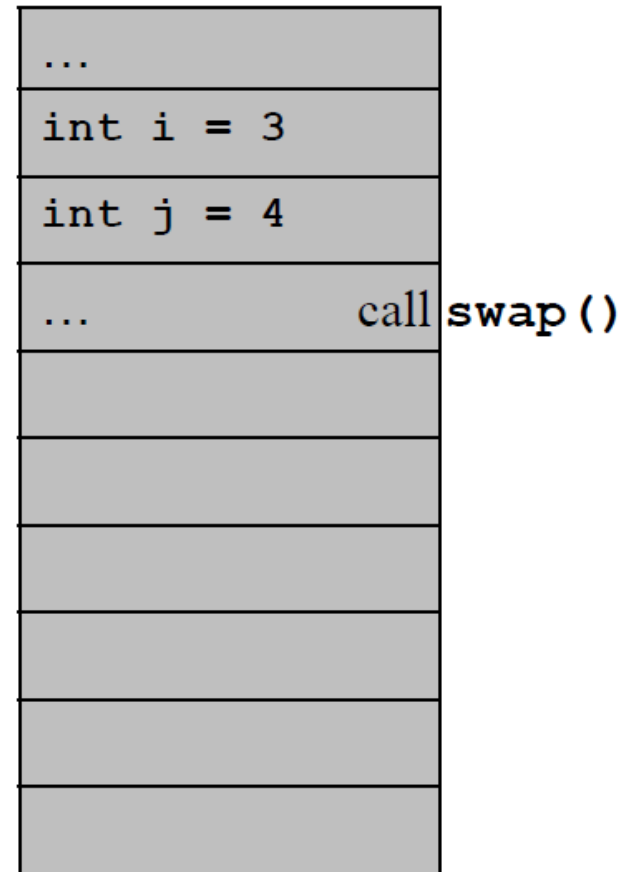 ...
int i = 3
int j = 4
... call swap()